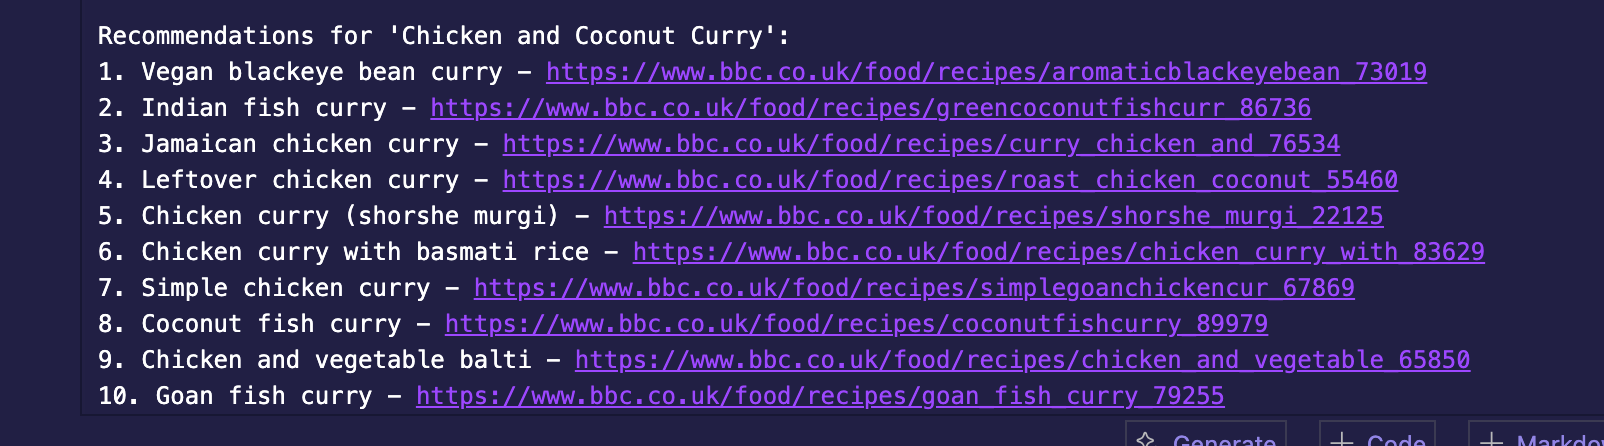 Recommendations for 'Chicken and Coconut Curry':
1. Vegan blackeye bean curry – https://www.bbc.co.uk/food/recipes/aromaticblackeyebean_73019
2. Indian fish curry – https://www.bbc.co.uk/food/recipes/greencoconutfishcurr_86736
3. Jamaican chicken curry – https://www.bbc.co.uk/food/recipes/curry_chicken_and_76534
4. Leftover chicken curry – https://www.bbc.co.uk/food/recipes/roast_chicken_coconut_55460
5. Chicken curry (shorshe murgi) – https://www.bbc.co.uk/food/recipes/shorshe_murgi_22125
6. Chicken curry with basmati rice – https://www.bbc.co.uk/food/recipes/chicken_curry_with_83629
7. Simple chicken curry – https://www.bbc.co.uk/food/recipes/simplegoanchickencur_67869
8. Coconut fish curry – https://www.bbc.co.uk/food/recipes/coconutfishcurry_89979
9. Chicken and vegetable balti – https://www.bbc.co.uk/food/recipes/chicken_and_vegetable_65850
10. Goan fish curry – https://www.bbc.co.uk/food/recipes/goan_fish_curry_79255
Generate + Code + Markdo